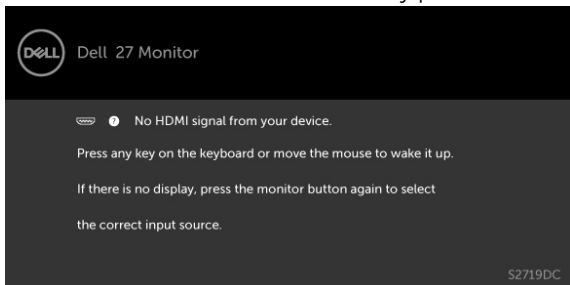 DELL
Dell 27 Monitor
No HDMI signal from your device.
Press any key on the keyboard or move the mouse to wake it up.
If there is no display, press the monitor button again to select
the correct input source.
S2719DC